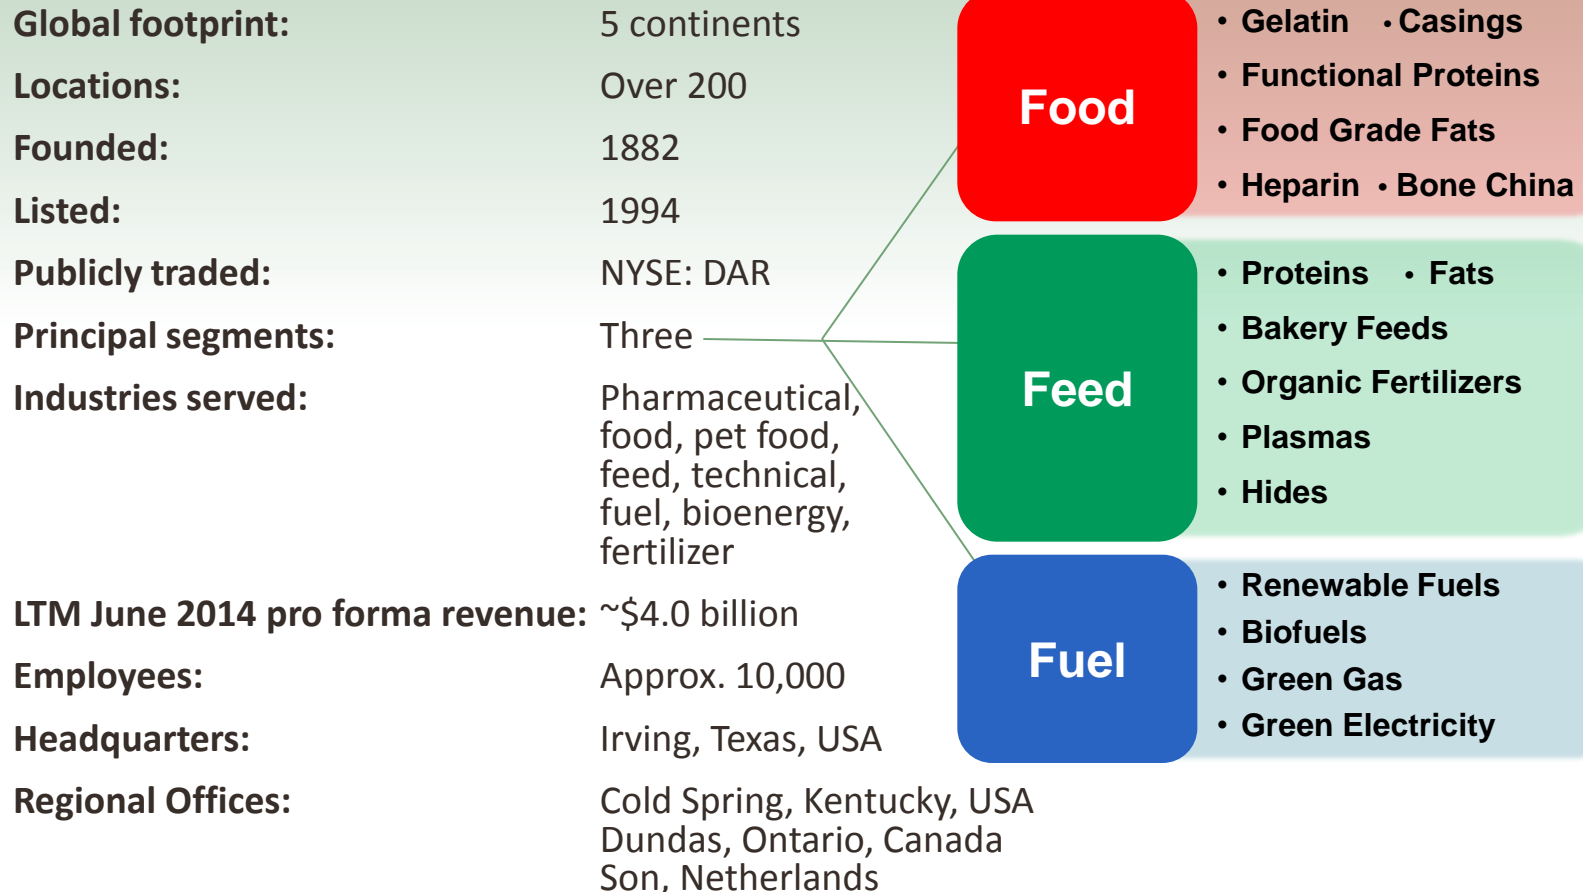 Global footprint: 5 continents
Locations: Over 200
Founded: 1882
Listed: 1994
Publicly traded: NYSE: DAR
Principal segments: Three
Industries served: Pharmaceutical,
food, pet food,
feed, technical,
fuel, bioenergy,
fertilizer
LTM June 2014 pro forma revenue: ~$4.0 billion
Employees: Approx. 10,000
Headquarters: Irving, Texas, USA
Regional Offices: Cold Spring, Kentucky, USA
Dundas, Ontario, Canada
Son, Netherlands
Food
• Gelatin • Casings
• Functional Proteins
• Food Grade Fats
• Heparin • Bone China
Feed
• Proteins • Fats
• Bakery Feeds
• Organic Fertilizers
• Plasmas
• Hides
Fuel
• Renewable Fuels
• Biofuels
• Green Gas
• Green Electricity